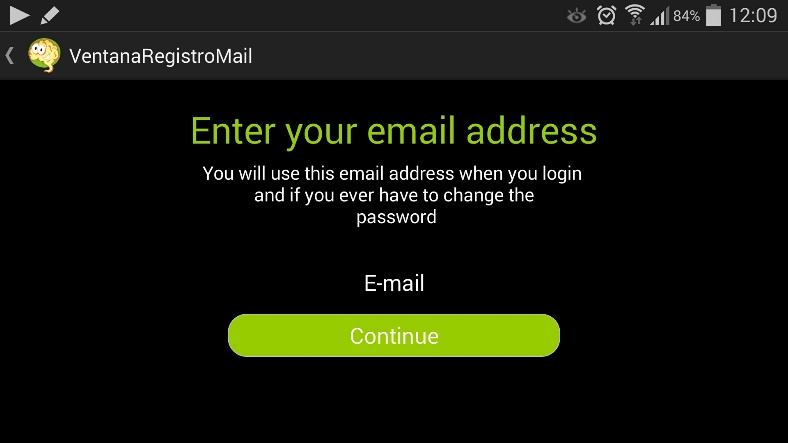 84% 12:09
VentanaRegistroMail
Enter your email address
You will use this email address when you login
and if you ever have to change the
password
E-mail
Continue